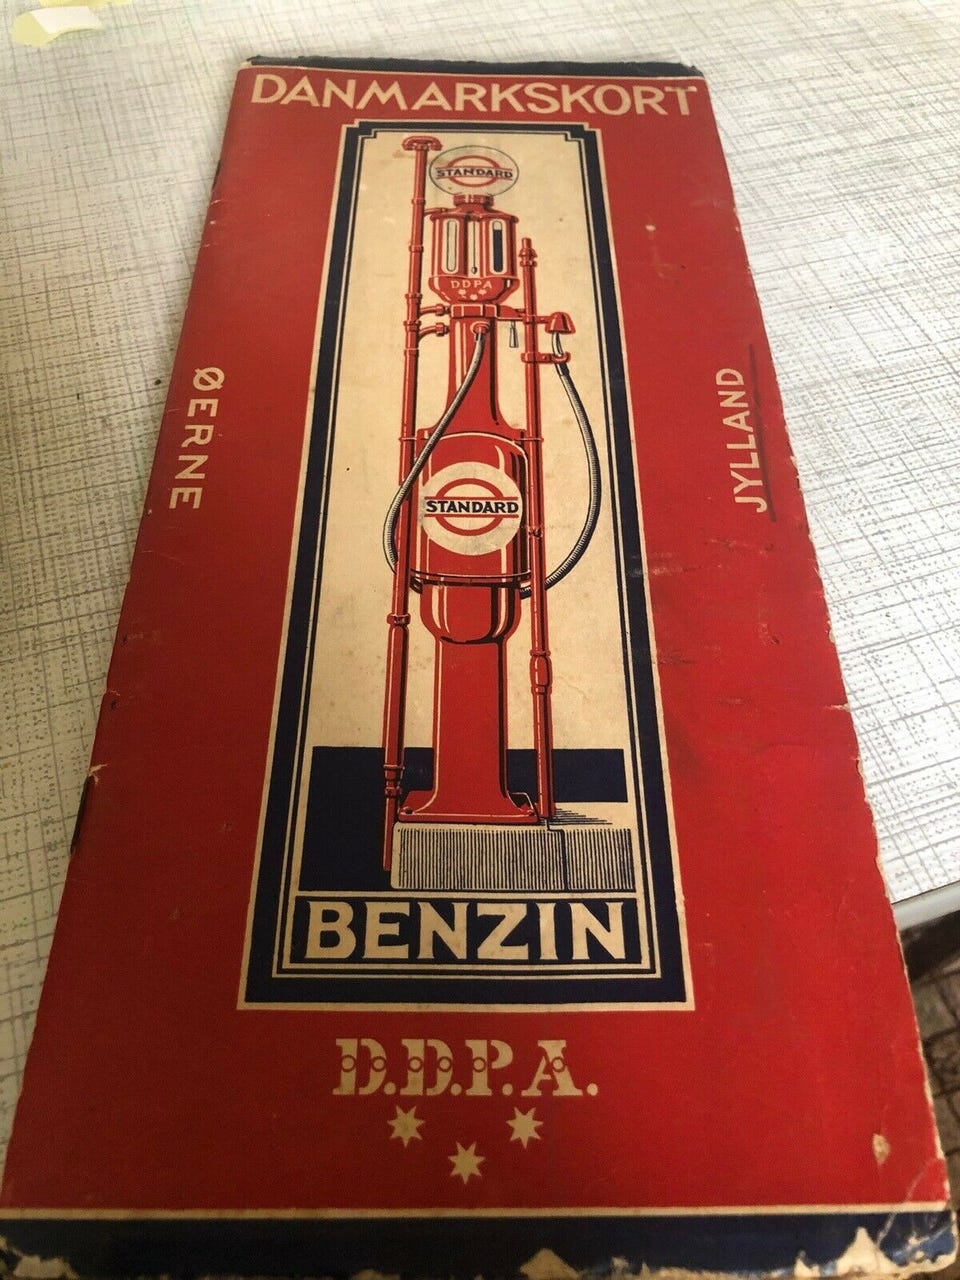 DANMARKSKORT
STANDARD
DDPA
ØERNE
JYLLAND
STANDARD
BENZIN
D.D.P.A.